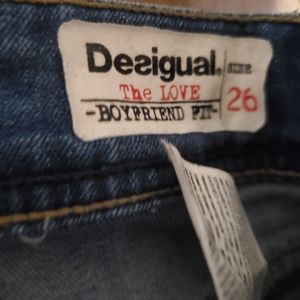 Desigual.
SIZE
The LOVE
-BOYFRIEND FIT-
26